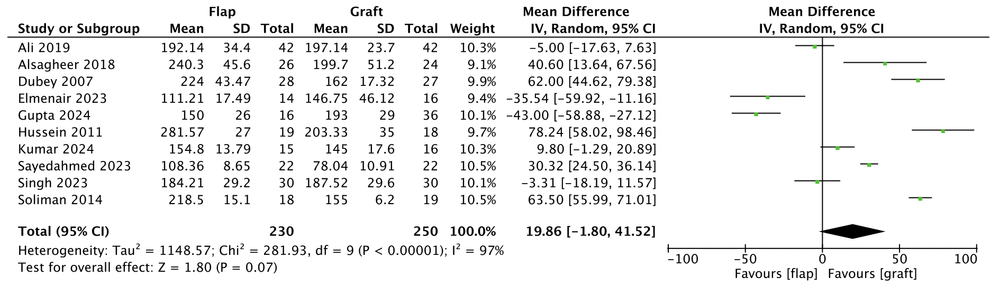 Flap Graft Mean Difference Mean Difference
Study or Subgroup Mean SD Total Mean SD Total Weight IV, Random, 95% CI IV, Random, 95% CI
Ali 2019 192.14 34.4 42 197.14 23.7 42 10.3% −5.00 [−17.63, 7.63]
Alsagheer 2018 240.3 45.6 26 199.7 51.2 24 9.1% 40.60 [13.64, 67.56]
Dubey 2007 224 43.47 28 162 17.32 27 9.9% 62.00 [44.62, 79.38]
Elmenair 2023 111.21 17.49 14 146.75 46.12 16 9.4% −35.54 [−59.92, −11.16]
Gupta 2024 150 26 16 193 29 36 10.1% −43.00 [−58.88, −27.12]
Hussein 2011 281.57 27 19 203.33 35 18 9.7% 78.24 [58.02, 98.46]
Kumar 2024 154.8 13.79 15 145 17.6 16 10.3% 9.80 [−1.29, 20.89]
Sayedahmed 2023 108.36 8.65 22 78.04 10.91 22 10.5% 30.32 [24.50, 36.14]
Singh 2023 184.21 29.2 30 187.52 29.6 30 10.1% −3.31 [−18.19, 11.57]
Soliman 2014 218.5 15.1 18 155 6.2 19 10.5% 63.50 [55.99, 71.01]
Total (95% CI) 230 250 100.0% 19.86 [−1.80, 41.52]
Heterogeneity: Tau² = 1148.57; Chi² = 281.93, df = 9 (P < 0.00001); I² = 97%
Test for overall effect: Z = 1.80 (P = 0.07)
−100 −50 0 50 100
Favours [flap] Favours [graft]